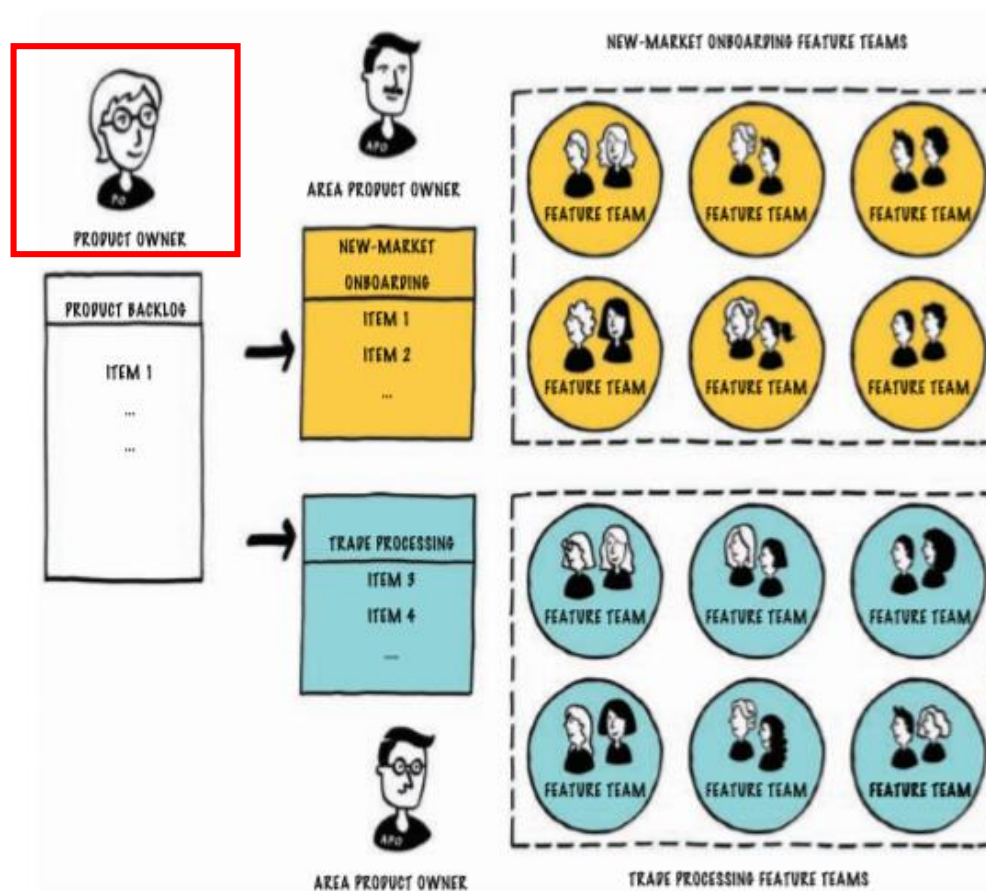 NEW-MARKET ONBOARDING FEATURE TEAMS
PO
PRODUCT OWNER
APO
AREA PRODUCT OWNER
PRODUCT BACKLOG
ITEM 1
...
...
NEW-MARKET
ONBOARDING
ITEM 1
ITEM 2
...
FEATURE TEAM
FEATURE TEAM
FEATURE TEAM
FEATURE TEAM
FEATURE TEAM
FEATURE TEAM
TRADE PROCESSING
ITEM 3
ITEM 4
....
FEATURE TEAM
FEATURE TEAM
FEATURE TEAM
FEATURE TEAM
FEATURE TEAM
FEATURE TEAM
APO
AREA PRODUCT OWNER
TRADE PROCESSING FEATURE TEAMS